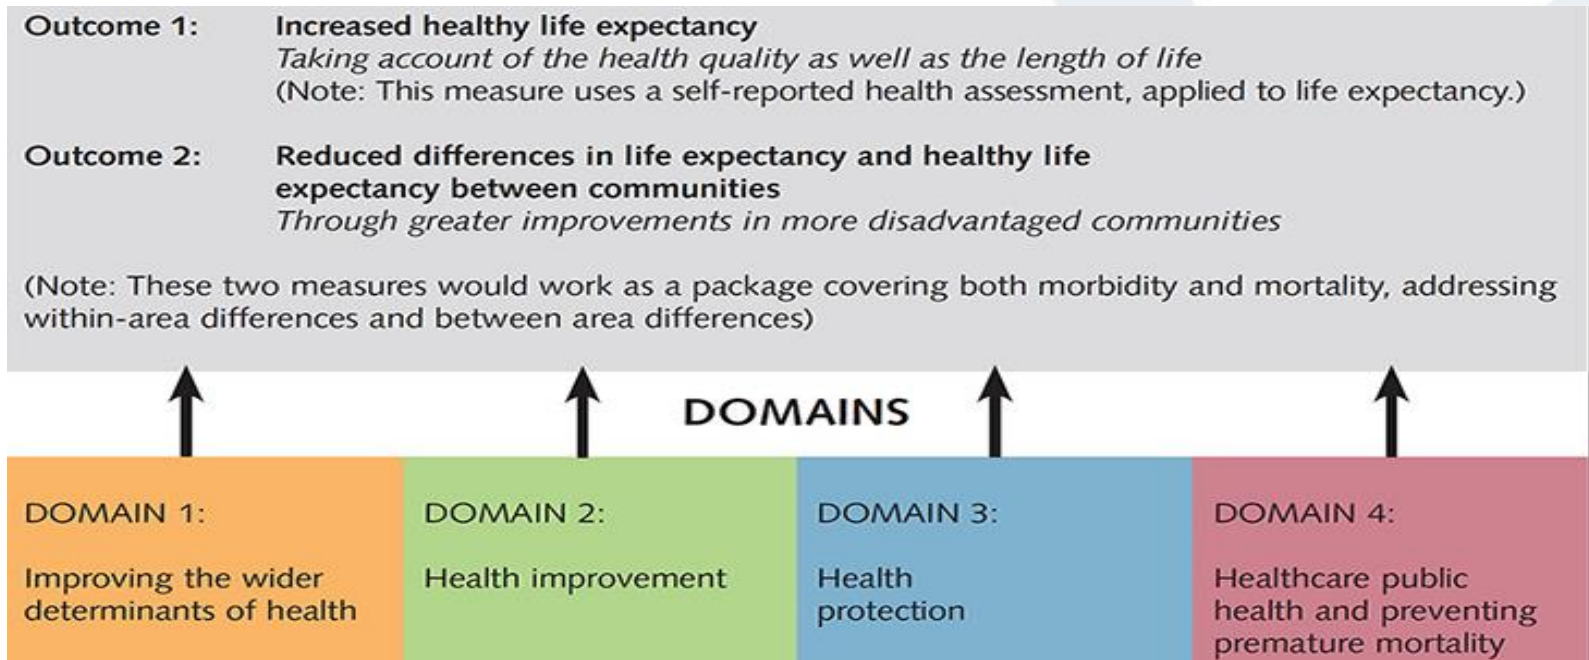 Outcome 1: Increased healthy life expectancy
Taking account of the health quality as well as the length of life
(Note: This measure uses a self-reported health assessment, applied to life expectancy.)
Outcome 2: Reduced differences in life expectancy and healthy life
expectancy between communities
Through greater improvements in more disadvantaged communities
(Note: These two measures would work as a package covering both morbidity and mortality, addressing
within-area differences and between area differences)
DOMAINS
DOMAIN 1:
Improving the wider
determinants of health
DOMAIN 2:
Health improvement
DOMAIN 3:
Health
protection
DOMAIN 4:
Healthcare public
health and preventing
premature mortality